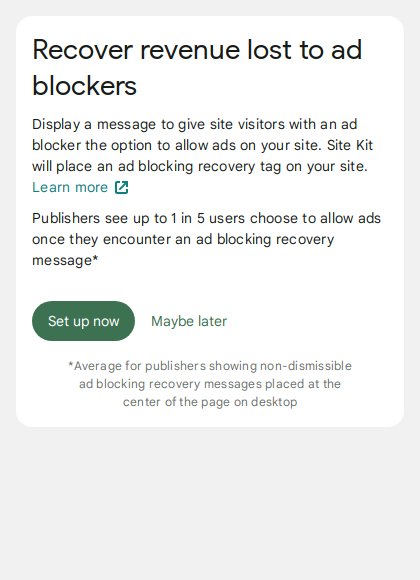 Recover revenue lost to ad
blockers
Display a message to give site visitors with an ad
blocker the option to allow ads on your site. Site Kit
will place an ad blocking recovery tag on your site.
Learn more
Publishers see up to 1 in 5 users choose to allow ads
once they encounter an ad blocking recovery
message*
Set up now Maybe later
*Average for publishers showing non-dismissible
ad blocking recovery messages placed at the
center of the page on desktop